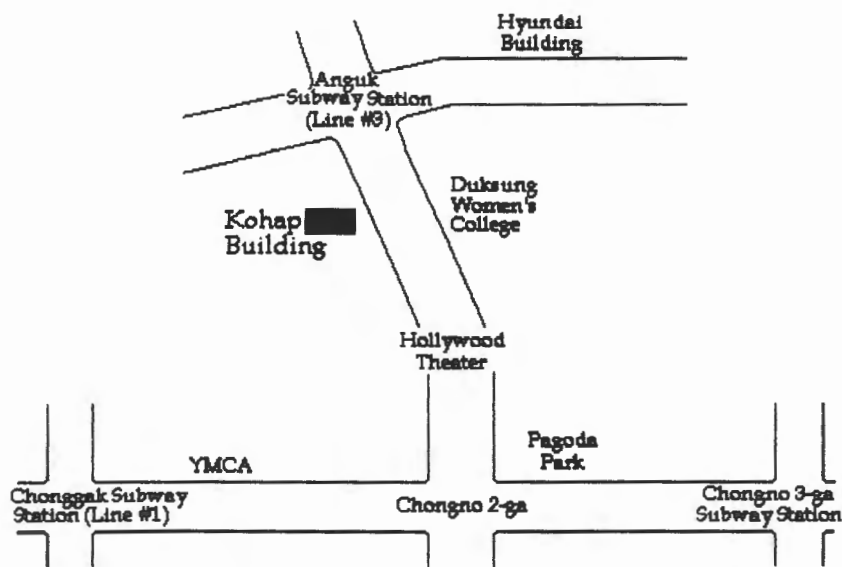 Hyundai
Building
Anguk
Subway Station
(Line #3)
Duksung
Women's
College
Kohap
Building
Hollywood
Theater
Pagoda
Park
YMCA
Chonggak Subway
Station (Line #1)
Chongno 2-ga
Chongno 3-ga
Subway Station